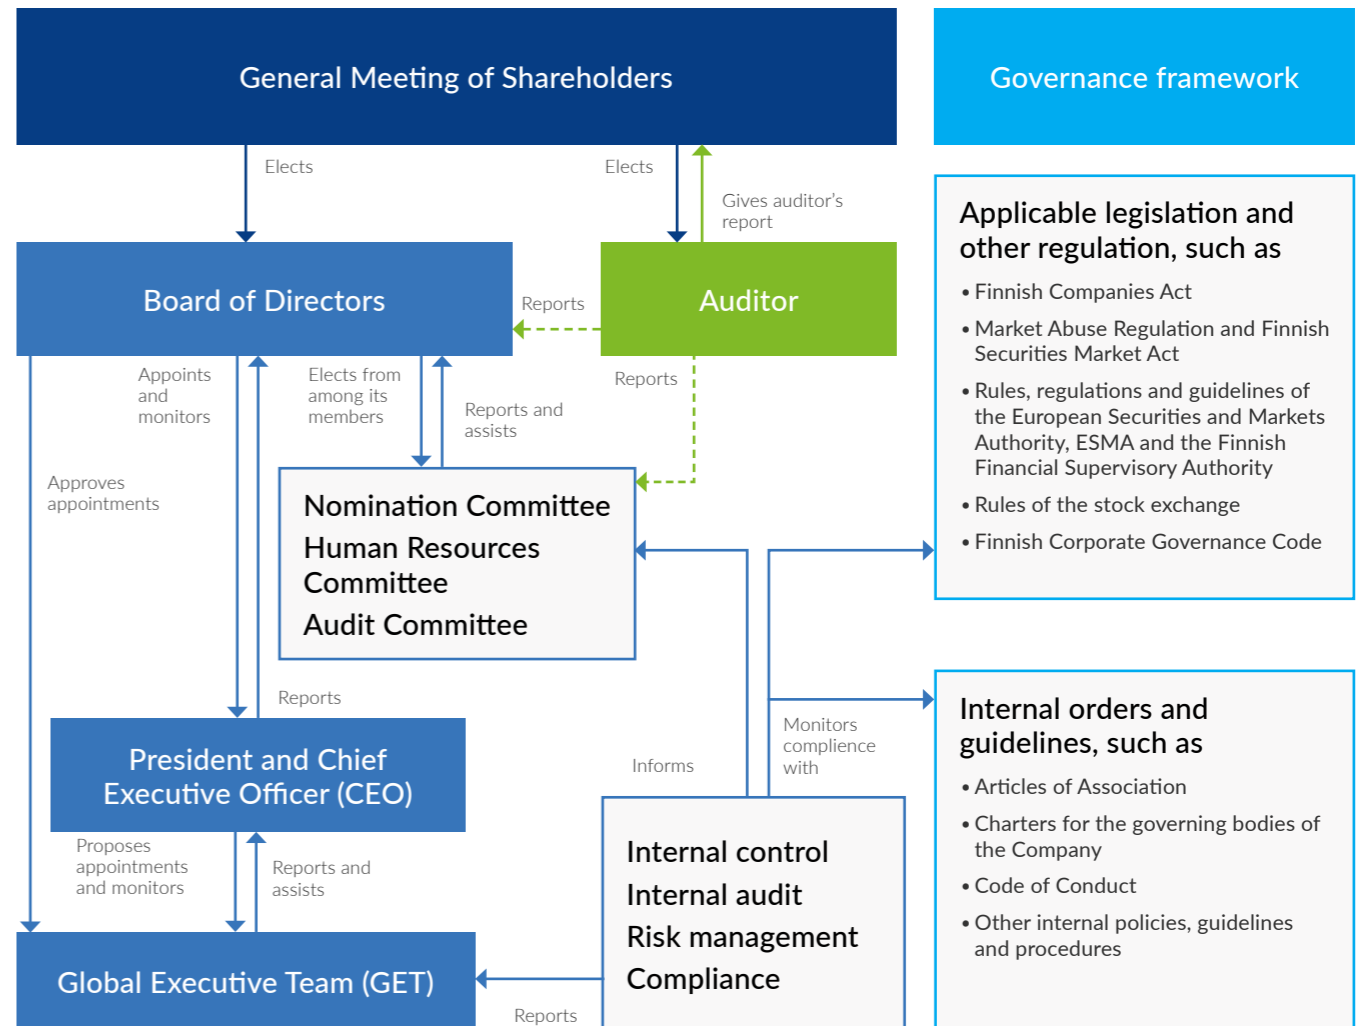 General Meeting of Shareholders
Governance framework
Elects
Elects
Gives auditor's
report
Board of Directors
Reports
Auditor
Applicable legislation and
other regulation, such as
• Finnish Companies Act
• Market Abuse Regulation and Finnish
Securities Market Act
• Rules, regulations and guidelines of
the European Securities and Markets
Authority, ESMA and the Finnish
Financial Supervisory Authority
• Rules of the stock exchange
• Finnish Corporate Governance Code
Appoints
and
monitors
Elects from
among its
members
Reports and
assists
Reports
Approves
appointments
Nomination Committee
Human Resources
Committee
Audit Committee
Reports
President and Chief
Executive Officer (CEO)
Informs
Monitors
complience
with
Internal orders and
guidelines, such as
• Articles of Association
• Charters for the governing bodies of
the Company
• Code of Conduct
• Other internal policies, guidelines
and procedures
Proposes
appointments
and monitors
Reports and
assists
Internal control
Internal audit
Risk management
Compliance
Global Executive Team (GET)
Reports